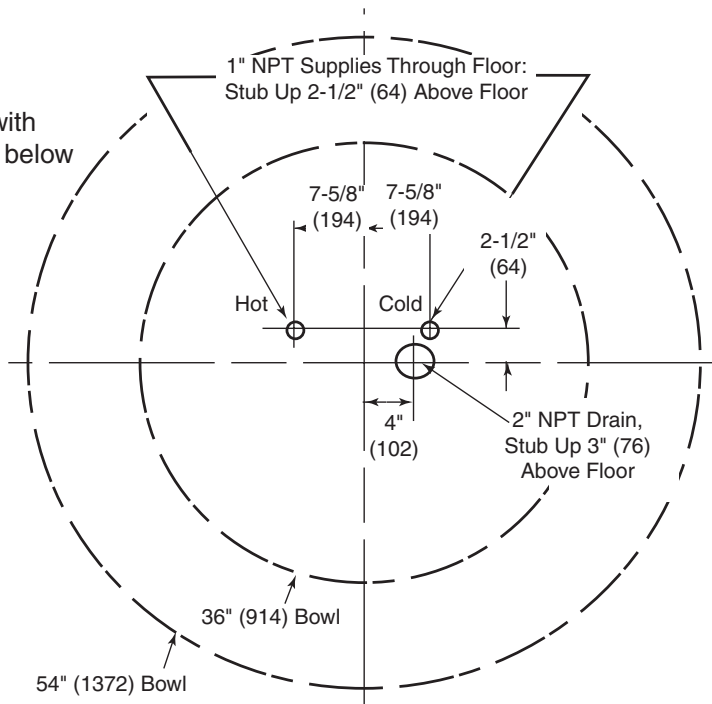 1" NPT Supplies Through Floor:
Stub Up 2-1/2" (64) Above Floor
with
below
7-5/8"
(194)
7-5/8"
(194)
2-1/2"
(64)
Hot
Cold
4"
(102)
2" NPT Drain,
Stub Up 3" (76)
Above Floor
36" (914) Bowl
54" (1372) Bowl